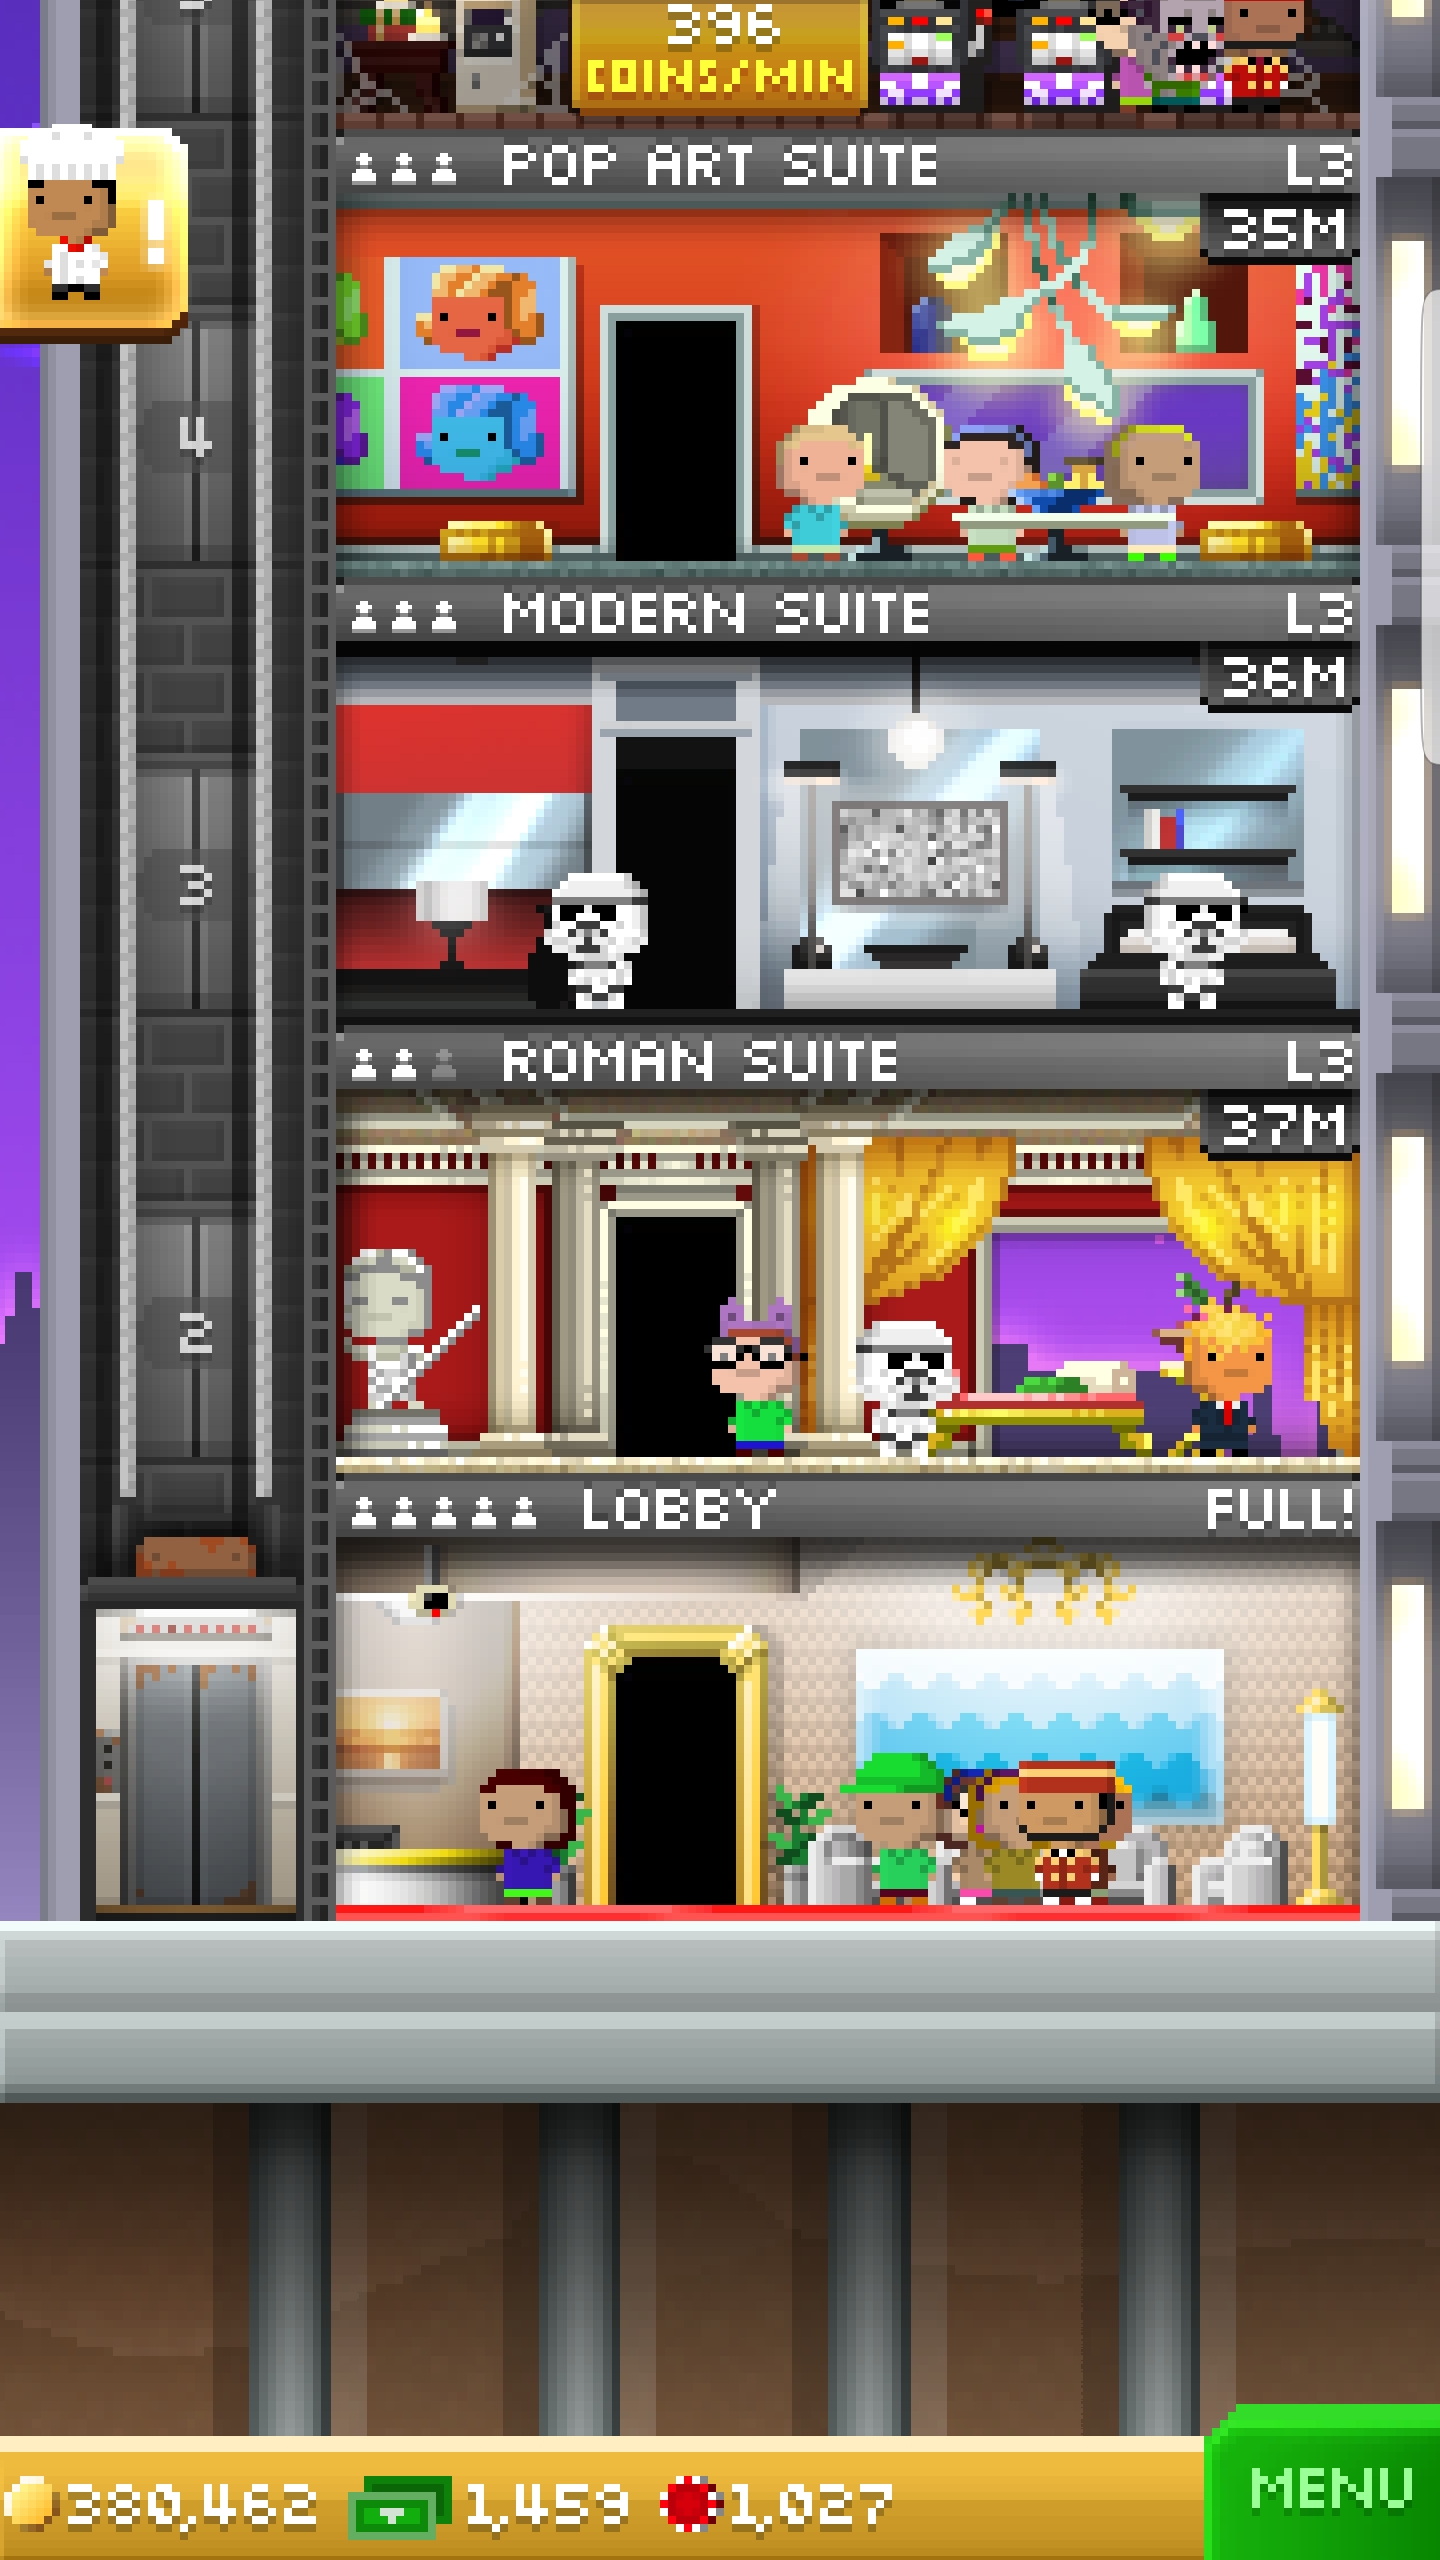 396
COINS/MIN
POP ART SUITE L3
35M
!
4
MODERN SUITE L3
36M
3
ROMAN SUITE L3
37M
2
LOBBY FULL!
380,462 1,459 1,027 MENU